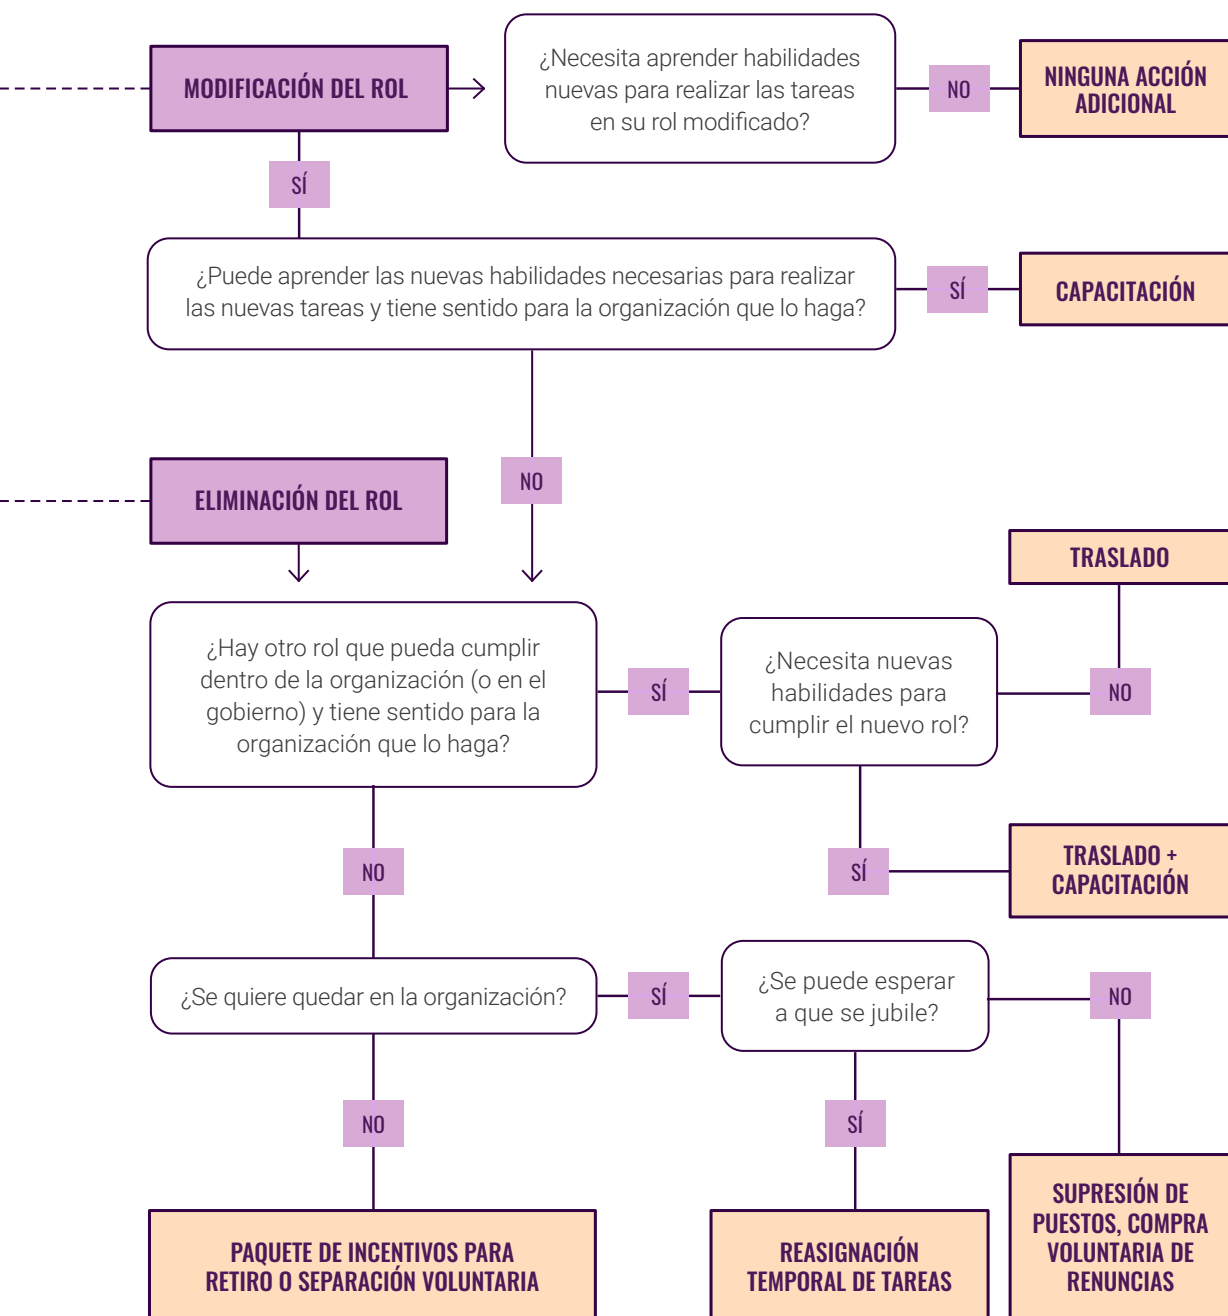 MODIFICACIÓN DEL ROL
¿Necesita aprender habilidades
nuevas para realizar las tareas
en su rol modificado?
NO
NINGUNA ACCIÓN
ADICIONAL
SÍ
¿Puede aprender las nuevas habilidades necesarias para realizar
las nuevas tareas y tiene sentido para la organización que lo haga?
SÍ
CAPACITACIÓN
NO
ELIMINACIÓN DEL ROL
¿Hay otro rol que pueda cumplir
dentro de la organización (o en el
gobierno) y tiene sentido para la
organización que lo haga?
SÍ
¿Necesita nuevas
habilidades para
cumplir el nuevo rol?
NO
TRASLADO
SÍ
TRASLADO +
CAPACITACIÓN
NO
¿Se quiere quedar en la organización?
SÍ
¿Se puede esperar
a que se jubile?
NO
NO
SÍ
PAQUETE DE INCENTIVOS PARA
RETIRO O SEPARACIÓN VOLUNTARIA
REASIGNACIÓN
TEMPORAL DE TAREAS
SUPRESIÓN DE
PUESTOS, COMPRA
VOLUNTARIA DE
RENUNCIAS